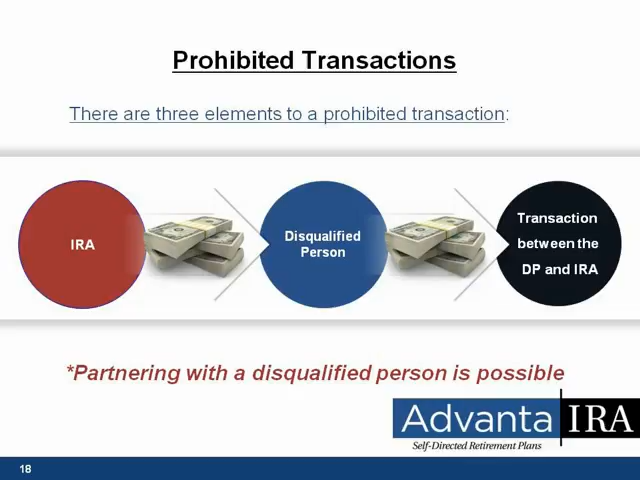 Prohibited Transactions
There are three elements to a prohibited transaction:
IRA
Disqualified
Person
Transaction
between the
DP and IRA
*Partnering with a disqualified person is possible
Advanta IRA
Self-Directed Retirement Plans
18